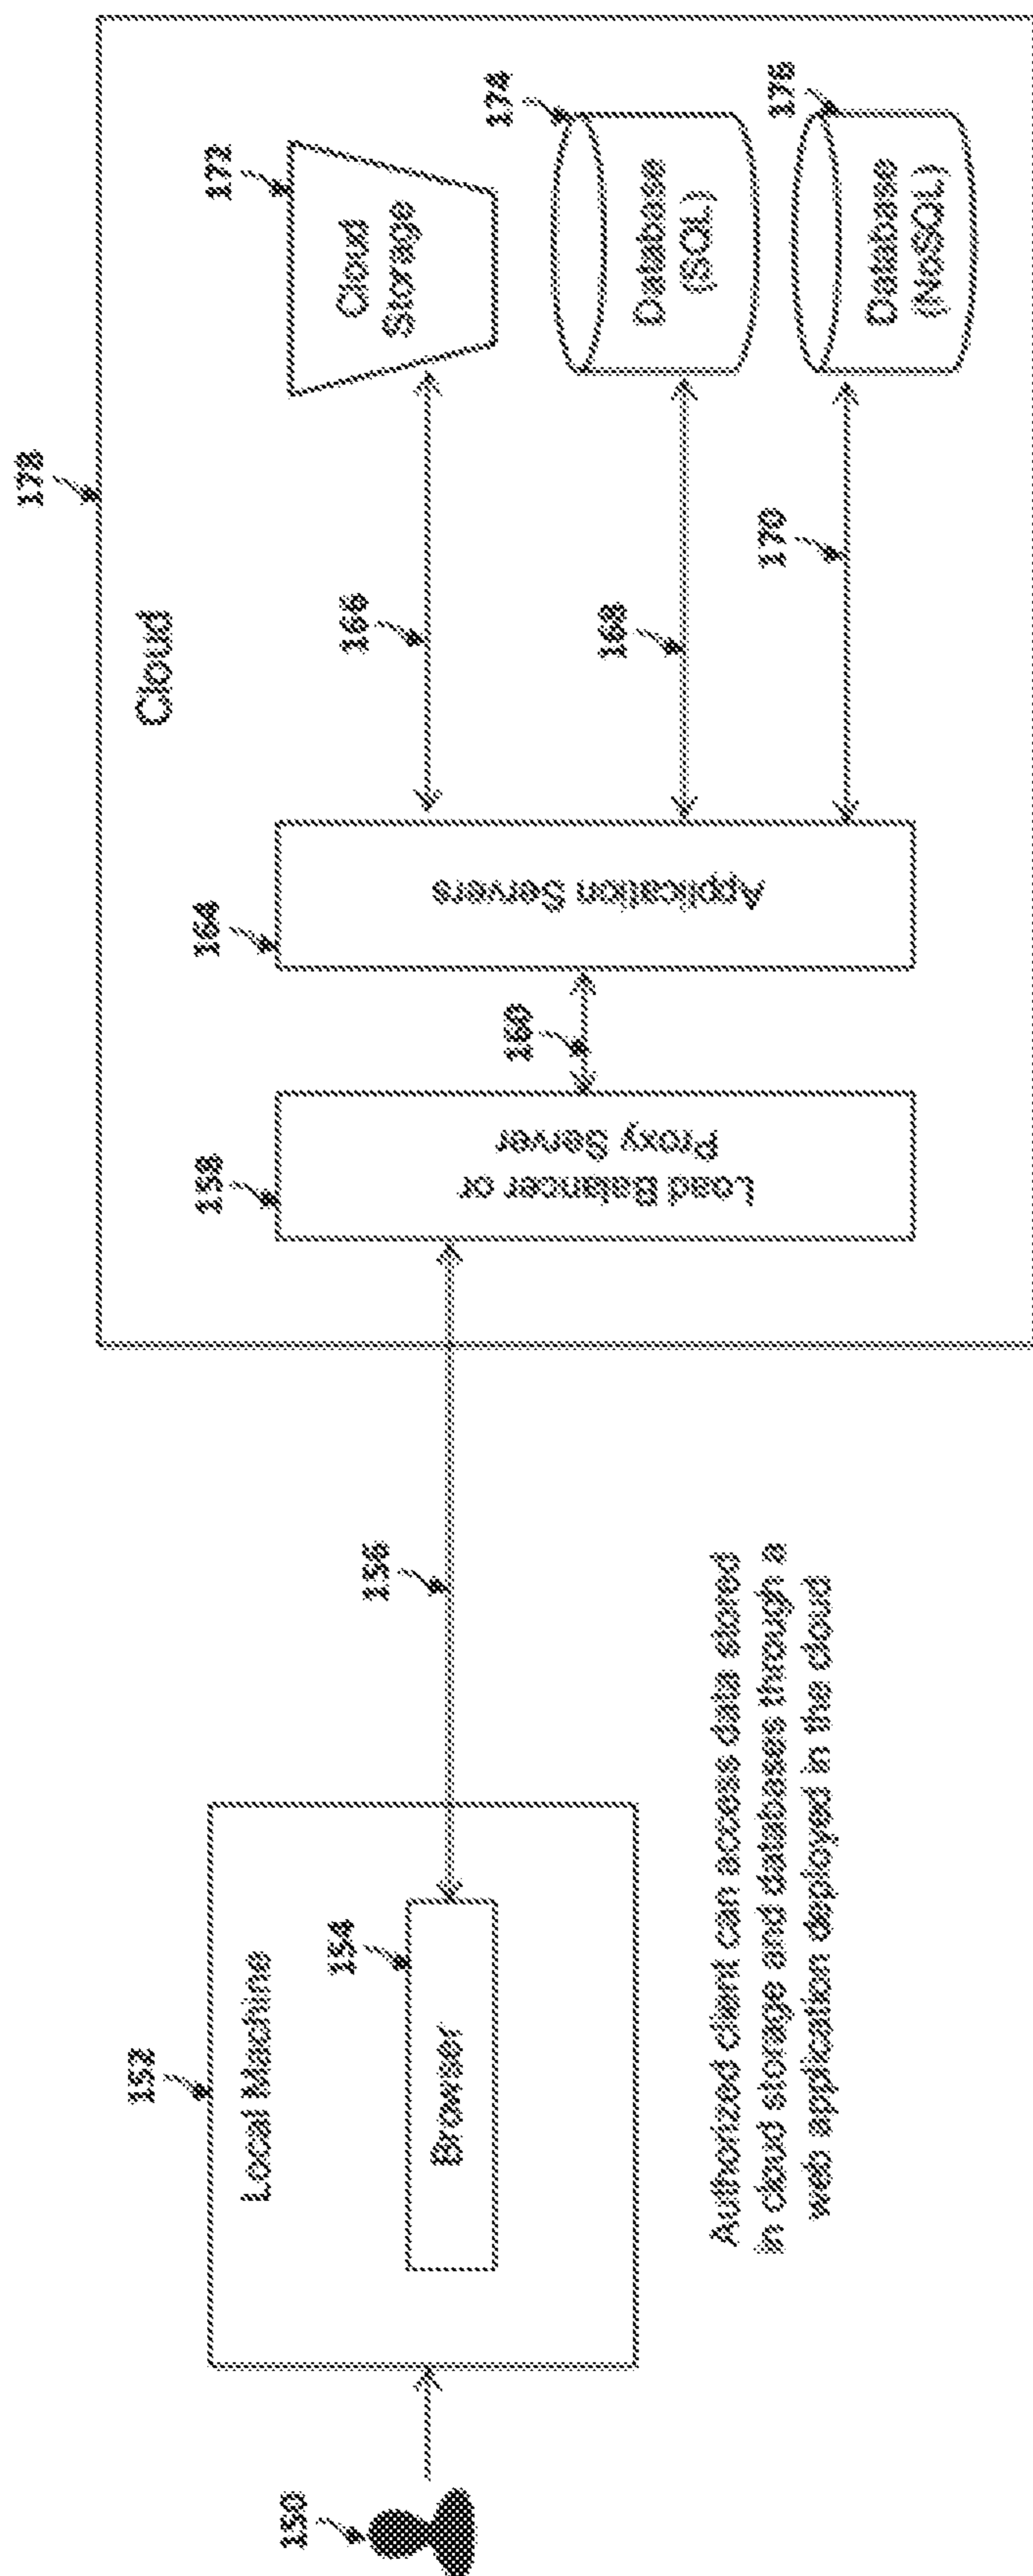 178
Cloud
172
Cloud
Storage
174
Database
(SQL)
176
Database
(NoSQL)
166
168
170
164
Application Servers
160
158
Load Balancer or
Proxy Server
156
152
Local Machine
154
Browser
150
Authorized client can access data stored
in cloud storage and databases through a
web application deployed in the cloud